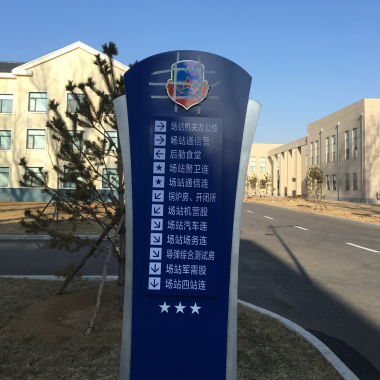 → 场站机关办公楼
→ 场站通信营
← 后勤食堂
★ 场站警卫连
★ 场站通信连
↙ 锅炉房、开闭所
↘ 场站机营股
↘ 场站汽车连
↘ 场站场务连
↘ 导弹综合测试房
↓ 场站军需股
↓ 场站四站连
★★★